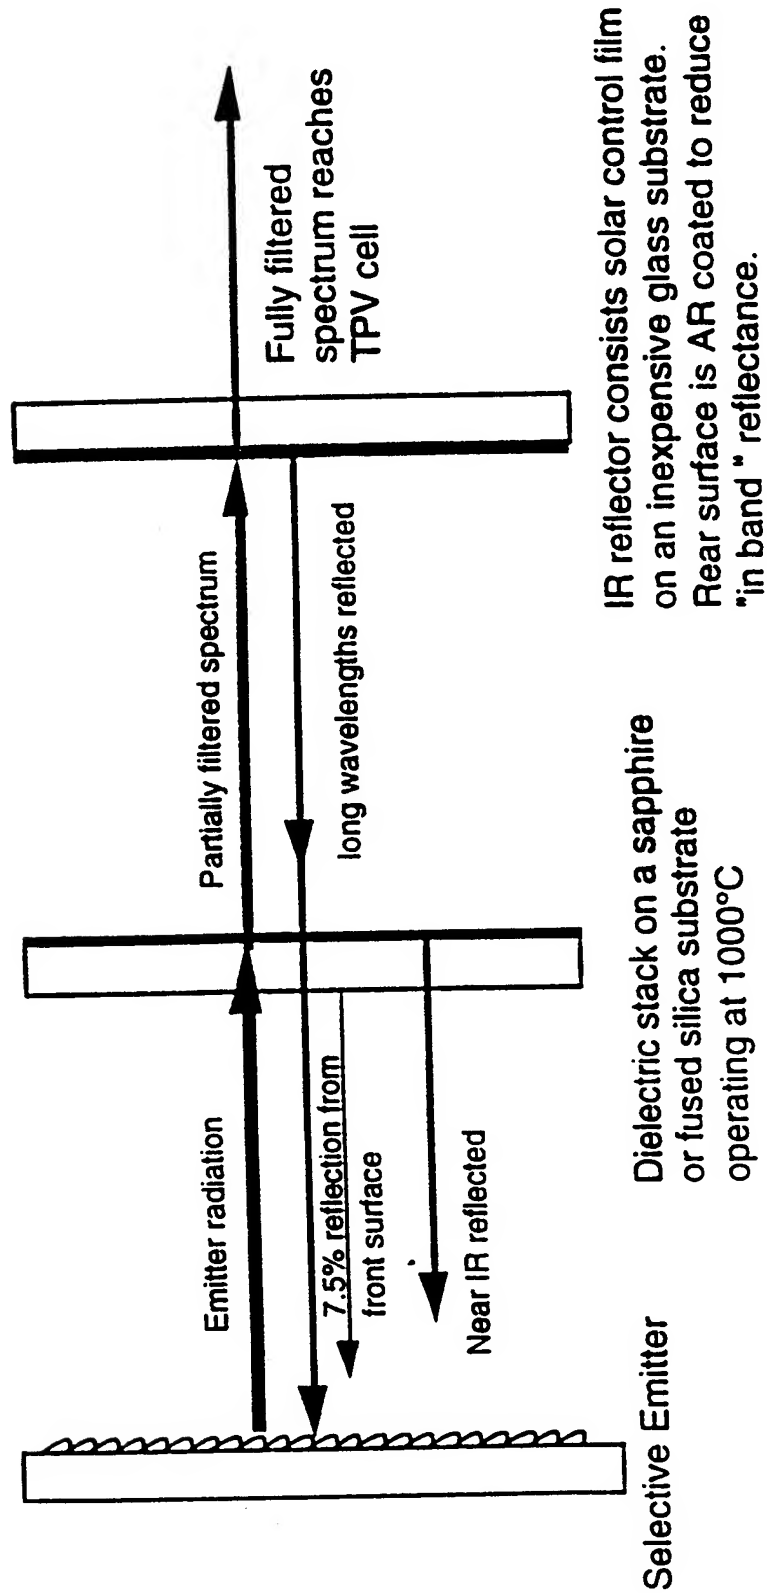 Emitter radiation
Partially filtered spectrum
Fully filtered
spectrum reaches
TPV cell
7.5% reflection from
front surface
long wavelengths reflected
Near IR reflected
Selective Emitter
Dielectric stack on a sapphire
or fused silica substrate
operating at 1000°C
IR reflector consists solar control film
on an inexpensive glass substrate.
Rear surface is AR coated to reduce
"in band " reflectance.